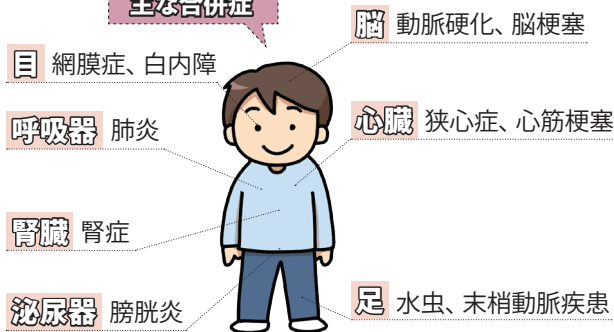 主な合併症
脳 動脈硬化、脳梗塞
目 網膜症、白内障
心臓 狭心症、心筋梗塞
呼吸器 肺炎
腎臓 腎症
足 水虫、末梢動脈疾患
泌尿器 膀胱炎